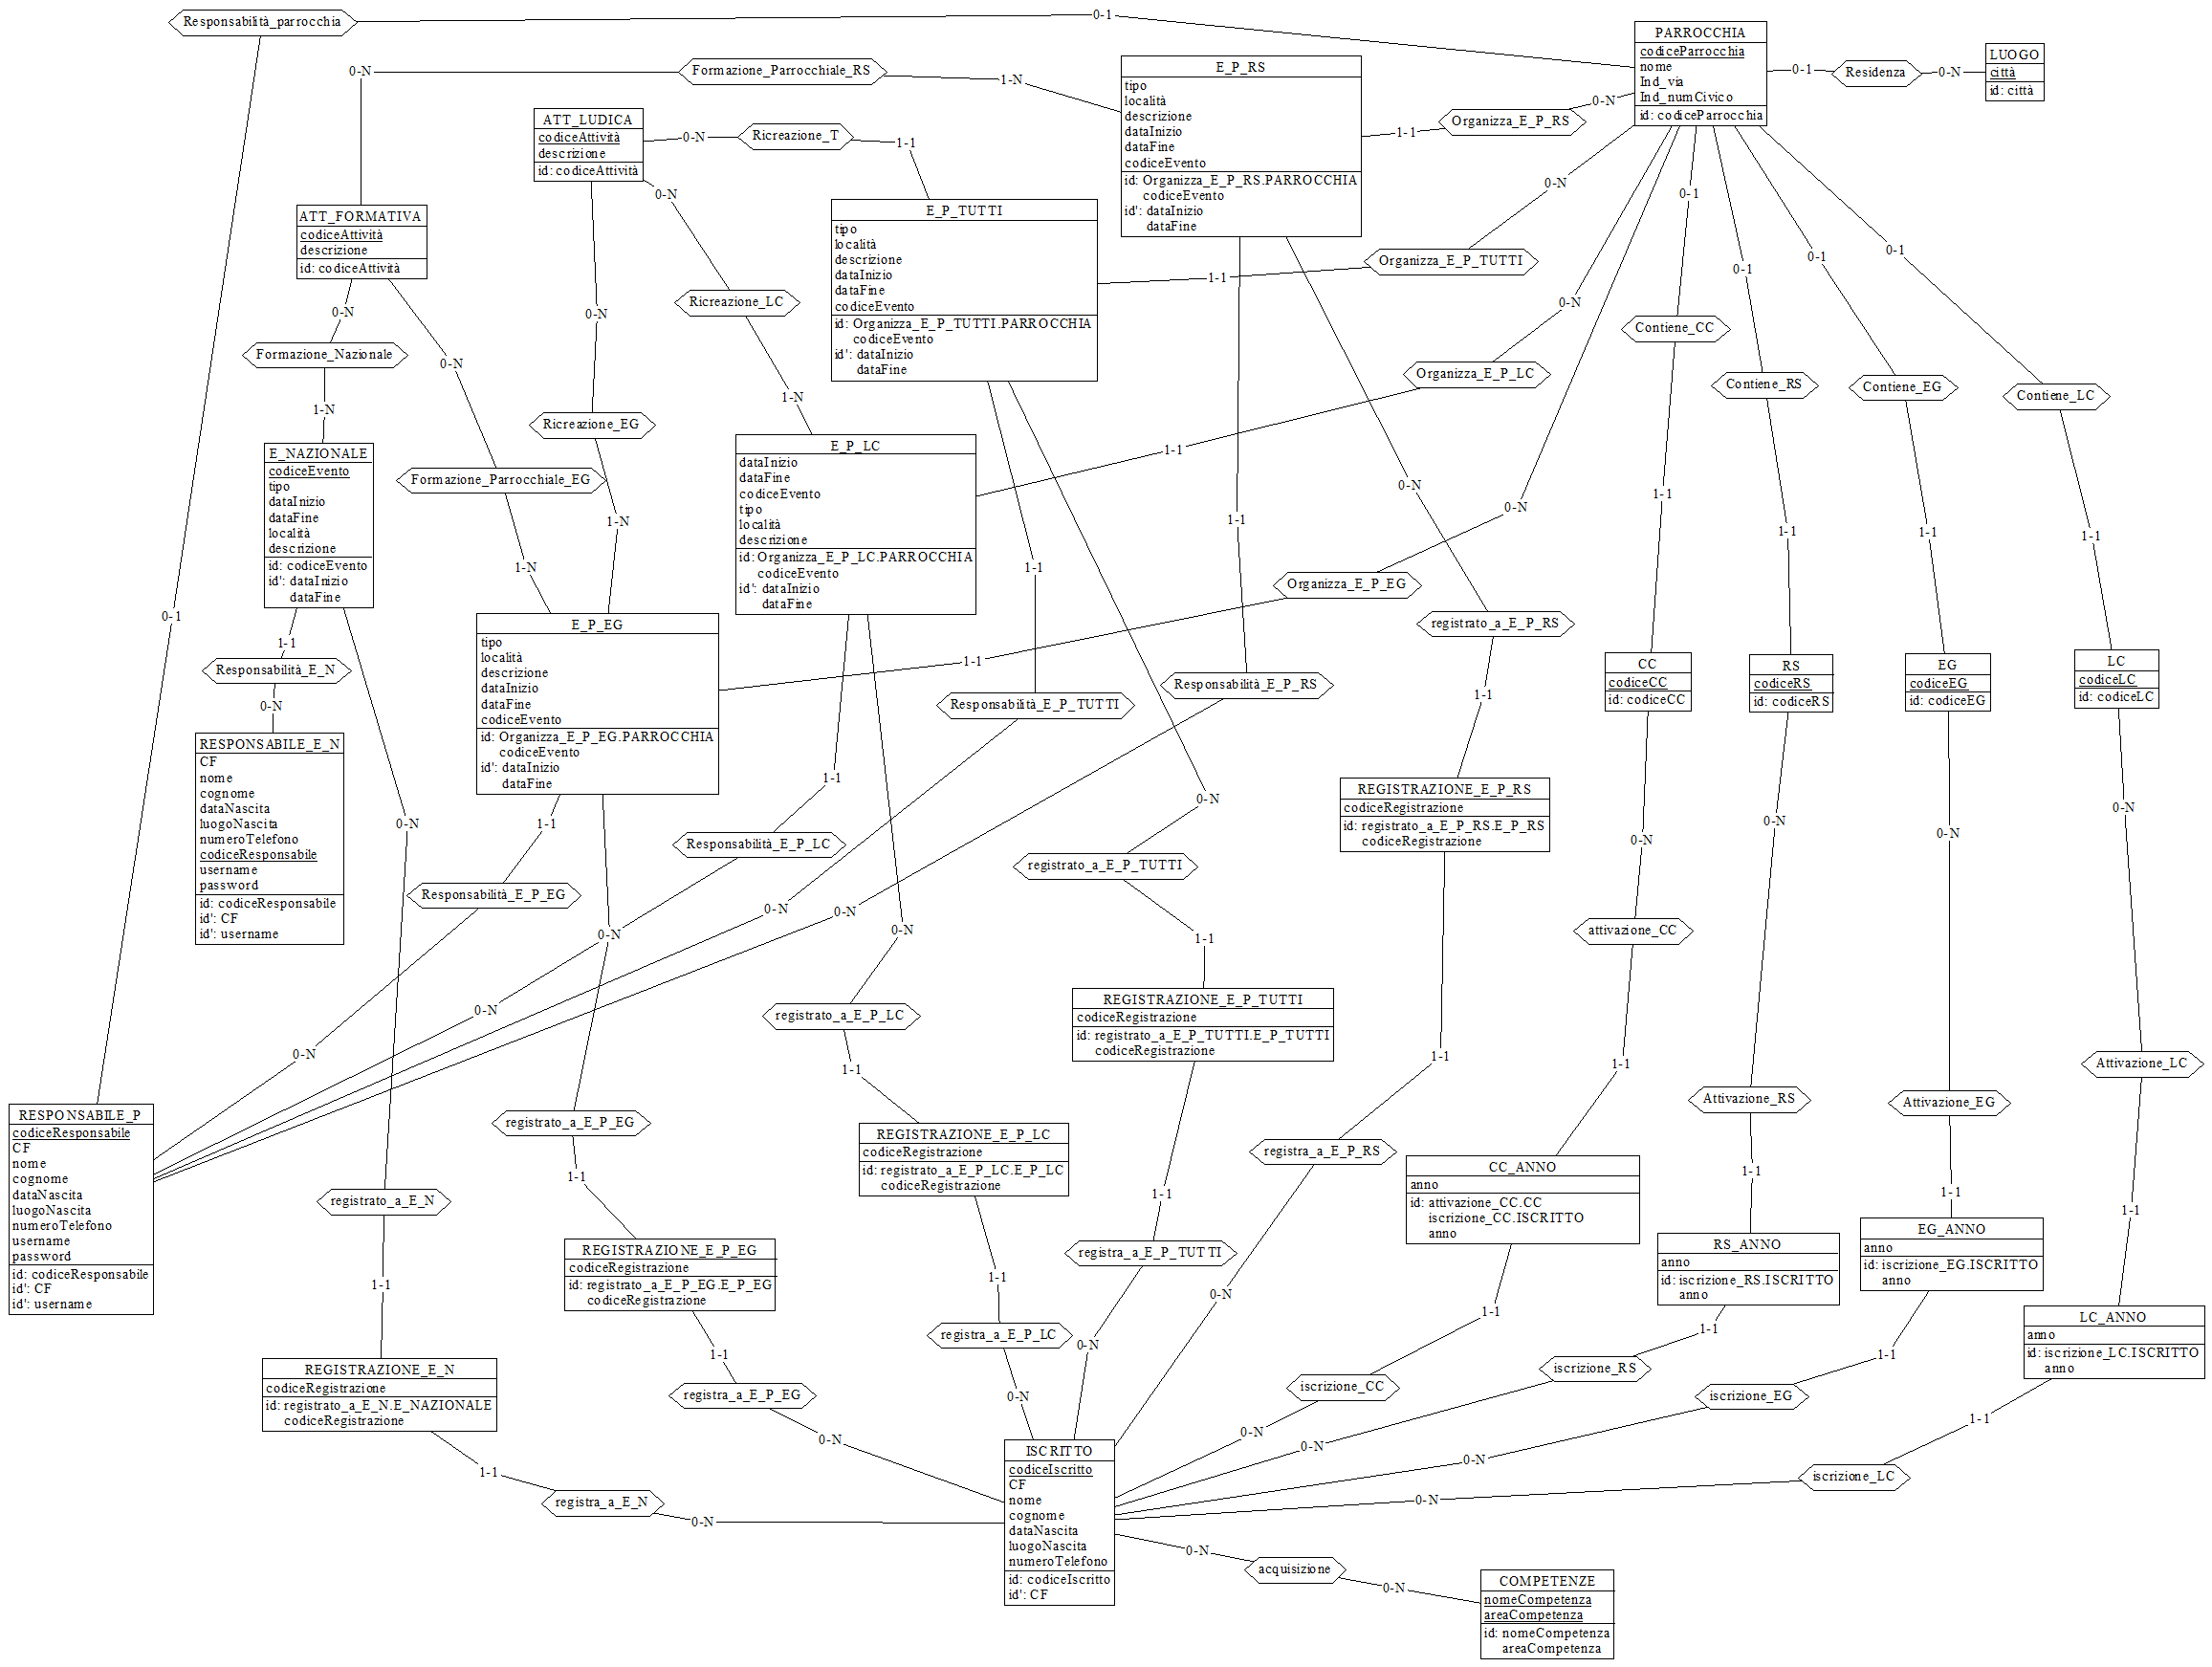 Responsabilità_parrocchia
0-1
PARROCCHIA
codiceParrocchia
nome
Ind_via
Ind_numCivico
id: codiceParrocchia
0-1
Residenza
0-N
LUOGO
città
id: città
0-N
Formazione_Parrocchiale_RS
1-N
E_P_RS
tipo
località
descrizione
dataInizio
dataFine
codiceEvento
id: Organizza_E_P_RS.PARROCCHIA
codiceEvento
id': dataInizio
dataFine
1-1
Organizza_E_P_RS
0-N
ATT_LUDICA
codiceAttività
descrizione
id: codiceAttività
0-N
Ricreazione_T
1-1
E_P_TUTTI
tipo
località
descrizione
dataInizio
dataFine
codiceEvento
id: Organizza_E_P_TUTTI.PARROCCHIA
codiceEvento
id': dataInizio
dataFine
1-1
Organizza_E_P_TUTTI
0-N
ATT_FORMATIVA
codiceAttività
descrizione
id: codiceAttività
0-N
Formazione_Nazionale
1-N
0-N
Formazione_Parrocchiale_EG
1-N
0-N
Ricreazione_EG
1-N
0-N
Ricreazione_LC
1-N
0-N
Organizza_E_P_LC
1-1
0-N
Organizza_E_P_EG
1-1
0-1
Contiene_CC
1-1
0-1
Contiene_RS
1-1
0-1
Contiene_EG
1-1
0-1
Contiene_LC
1-1
E_NAZIONALE
codiceEvento
tipo
dataInizio
dataFine
località
descrizione
id: codiceEvento
id': dataInizio
dataFine
E_P_LC
dataInizio
dataFine
codiceEvento
tipo
località
descrizione
id: Organizza_E_P_LC.PARROCCHIA
codiceEvento
id': dataInizio
dataFine
E_P_EG
tipo
località
descrizione
dataInizio
dataFine
codiceEvento
id: Organizza_E_P_EG.PARROCCHIA
codiceEvento
id': dataInizio
dataFine
0-1
1-1
Responsabilità_E_N
0-N
RESPONSABILE_E_N
CF
nome
cognome
dataNascita
luogoNascita
numeroTelefono
codiceResponsabile
username
password
id: codiceResponsabile
id': CF
id': username
1-1
Responsabilità_E_P_EG
0-N
1-1
Responsabilità_E_P_LC
0-N
1-1
Responsabilità_E_P_TUTTI
0-N
1-1
Responsabilità_E_P_RS
0-N
CC
codiceCC
id: codiceCC
RS
codiceRS
id: codiceRS
EG
codiceEG
id: codiceEG
LC
codiceLC
id: codiceLC
0-N
registrato_a_E_P_RS
1-1
REGISTRAZIONE_E_P_RS
codiceRegistrazione
id: registrato_a_E_P_RS.E_P_RS
codiceRegistrazione
0-N
registrato_a_E_P_TUTTI
1-1
REGISTRAZIONE_E_P_TUTTI
codiceRegistrazione
id: registrato_a_E_P_TUTTI.E_P_TUTTI
codiceRegistrazione
0-N
registrato_a_E_P_LC
1-1
REGISTRAZIONE_E_P_LC
codiceRegistrazione
id: registrato_a_E_P_LC.E_P_LC
codiceRegistrazione
0-N
registrato_a_E_P_EG
1-1
REGISTRAZIONE_E_P_EG
codiceRegistrazione
id: registrato_a_E_P_EG.E_P_EG
codiceRegistrazione
0-N
registrato_a_E_N
1-1
REGISTRAZIONE_E_N
codiceRegistrazione
id: registrato_a_E_N.E_NAZIONALE
codiceRegistrazione
RESPONSABILE_P
codiceResponsabile
CF
nome
cognome
dataNascita
luogoNascita
numeroTelefono
username
password
id: codiceResponsabile
id': CF
id': username
0-N
attivazione_CC
1-1
CC_ANNO
anno
id: attivazione_CC.CC
iscrizione_CC.ISCRITTO
anno
0-N
Attivazione_RS
1-1
RS_ANNO
anno
id: iscrizione_RS.ISCRITTO
anno
0-N
Attivazione_EG
1-1
EG_ANNO
anno
id: iscrizione_EG.ISCRITTO
anno
0-N
Attivazione_LC
1-1
LC_ANNO
anno
id: iscrizione_LC.ISCRITTO
anno
1-1
registra_a_E_N
0-N
1-1
registra_a_E_P_EG
0-N
1-1
registra_a_E_P_LC
0-N
1-1
registra_a_E_P_TUTTI
0-N
1-1
registra_a_E_P_RS
0-N
1-1
iscrizione_CC
0-N
1-1
iscrizione_RS
0-N
1-1
iscrizione_EG
0-N
1-1
iscrizione_LC
0-N
ISCRITTO
codiceIscritto
CF
nome
cognome
dataNascita
luogoNascita
numeroTelefono
id: codiceIscritto
id': CF
0-N
acquisizione
0-N
COMPETENZE
nomeCompetenza
areaCompetenza
id: nomeCompetenza
areaCompetenza